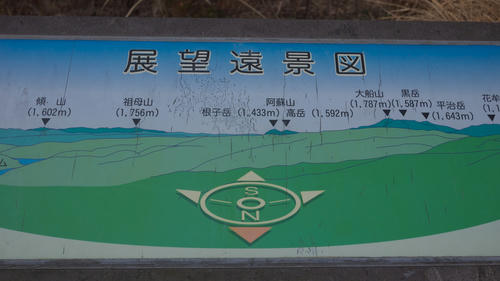 展望遠景図
傾 山
(1,602m)
祖母山
(1,756m)
根子岳 (1,433m)
阿蘇山
高岳 (1,592m)
大船山
(1,787m)
黒岳
(1,587m)
平治岳
(1,643m)
花牟
S
N